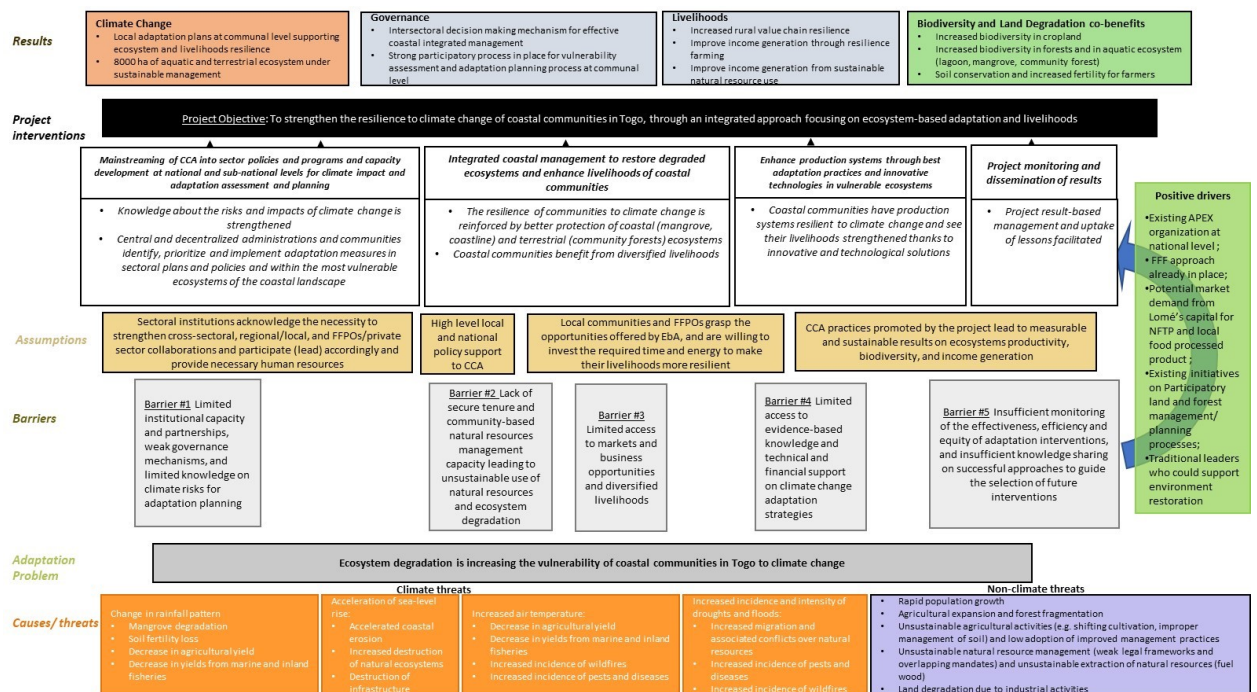 Results
Climate Change
• Local adaptation plans at communal level supporting
ecosystem and livelihoods resilience
• 8000 ha of aquatic and terrestrial ecosystem under
sustainable management
Governance
• Intersectoral decision making mechanism for effective
coastal integrated management
• Strong participatory process in place for vulnerability
assessment and adaptation planning process at communal
level
Livelihoods
• Increased rural value chain resilience
• Improve income generation through resilience
farming
• Improve income generation from sustainable
natural resource use
Biodiversity and Land Degradation co-benefits
• Increased biodiversity in cropland
• Increased biodiversity in forests and in aquatic ecosystem
(lagoon, mangrove, community forest)
• Soil conservation and increased fertility for farmers
Project
interventions
Project Objective: To strengthen the resilience to climate change of coastal communities in Togo, through an integrated approach focusing on ecosystem-based adaptation and livelihoods
Mainstreaming of CCA into sector policies and programs and capacity
development at national and sub-national levels for climate impact and
adaptation assessment and planning
• Knowledge about the risks and impacts of climate change is
strengthened
• Central and decentralized administrations and communities
identify, prioritize and implement adaptation measures in
sectoral plans and policies and within the most vulnerable
ecosystems of the coastal landscape
Integrated coastal management to restore degraded
ecosystems and enhance livelihoods of coastal
communities
• The resilience of communities to climate change is
reinforced by better protection of coastal (mangrove,
coastline) and terrestrial (community forests) ecosystems
• Coastal communities benefit from diversified livelihoods
Enhance production systems through best
adaptation practices and innovative
technologies in vulnerable ecosystems
• Coastal communities have production
systems resilient to climate change and see
their livelihoods strengthened thanks to
innovative and technological solutions
Project monitoring and
dissemination of results
• Project result-based
management and uptake
of lessons facilitated
Positive drivers
•Existing APEX
organization at
national level ;
• FFF approach
already in place;
•Potential market
demand from
Lomé's capital for
NFTP and local
food processed
product ;
•Existing initiatives
on Participatory
land and forest
management/
planning
processes;
•Traditional leaders
who could support
environment
restoration
Assumptions
Sectoral institutions acknowledge the necessity to
strengthen cross-sectoral, regional/local, and FFPOs/private
sector collaborations and participate (lead) accordingly and
provide necessary human resources
High level local
and national
policy support
to CCA
Local communities and FFPOs grasp the
opportunities offered by EbA, and are willing to
invest the required time and energy to make
their livelihoods more resilient
CCA practices promoted by the project lead to measurable
and sustainable results on ecosystems productivity,
biodiversity, and income generation
Barriers
Barrier #1 Limited
institutional capacity
and partnerships,
weak governance
mechanisms, and
limited knowledge on
climate risks for
adaptation planning
Barrier #2 Lack of
secure tenure and
community-based
natural resources
management
capacity leading to
unsustainable use of
natural resources
and ecosystem
degradation
Barrier #3
Limited access
to markets and
business
opportunities
and diversified
livelihoods
Barrier #4 Limited
access to
evidence-based
knowledge and
technical and
financial support
on climate change
adaptation
strategies
Barrier #5 Insufficient monitoring
of the effectiveness, efficiency and
equity of adaptation interventions,
and insufficient knowledge sharing
on successful approaches to guide
the selection of future
interventions
Adaptation
Problem
Ecosystem degradation is increasing the vulnerability of coastal communities in Togo to climate change
Climate threats
Non-climate threats
Causes/ threats
Change in rainfall pattern
• Mangrove degradation
• Soil fertility loss
• Decrease in agricultural yield
• Decrease in yields from marine and inland
fisheries
Acceleration of sea-level
rise:
• Accelerated coastal
erosion
• Increased destruction
of natural ecosystems
• Destruction of
infrastructure
Increased air temperature:
• Decrease in agricultural yield
• Decrease in yields from marine and inland
fisheries
• Increased incidence of wildfires
• Increased incidence of pests and diseases
Increased incidence and intensity of
droughts and floods:
• Increased migration and
associated conflicts over natural
resources
• Increased incidence of pests and
diseases
• Increased incidence of wildfires
• Rapid population growth
• Agricultural expansion and forest fragmentation
• Unsustainable agricultural activities (e.g. shifting cultivation, improper
management of soil) and low adoption of improved management practices
• Unsustainable natural resource management (weak legal frameworks and
overlapping mandates) and unsustainable extraction of natural resources (fuel
wood)
• Land degradation due to industrial activities